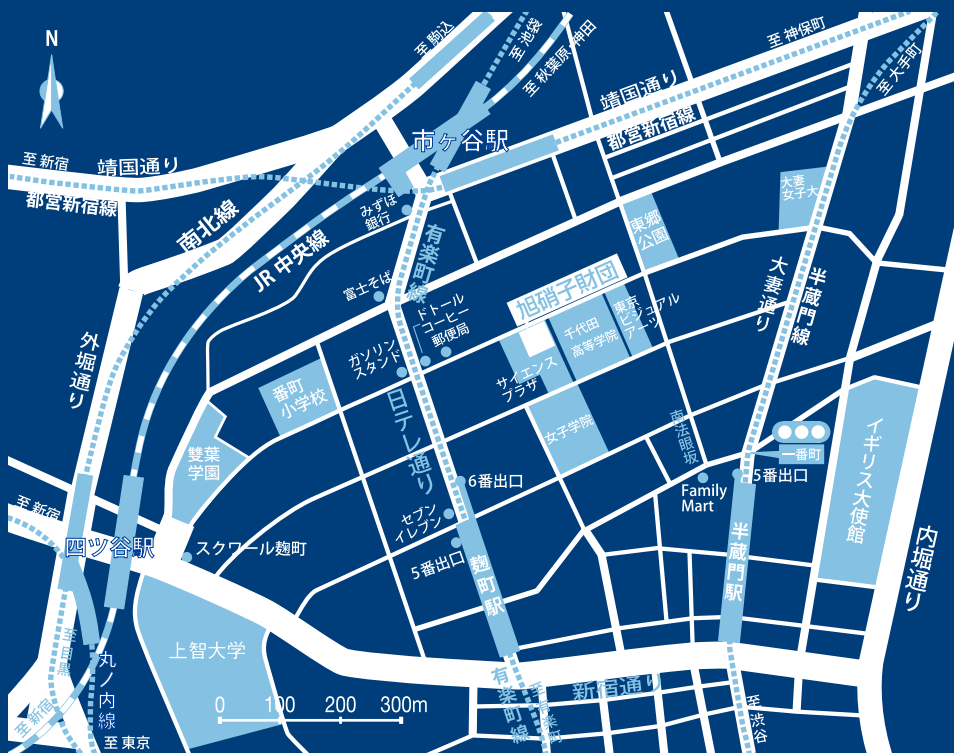 N
至 駒込
至 池袋
至 秋葉原・神田
至 神保町
至 大手町
靖国通り
都営新宿線
市ヶ谷駅
至 新宿
靖国通り
都営新宿線
南北線
JR 中央線
みずほ
銀行
有楽町線
富士そば
ドトール
コーヒー
郵便局
ガソリン
スタンド
日テレ通り
旭硝子財団
東郷
公園
大妻
女子大
千代田
高等学院
東京
ビジュアル
アーツ
サイエンス
プラザ
女子学院
大妻通り
半蔵門線
外堀通り
番町
小学校
雙葉
学園
南法眼坂
一番町
5番出口
Family
Mart
イギリス大使館
内堀通り
半蔵門駅
6番出口
セブン
イレブン
5番出口
麹町駅
至 新宿
四ツ谷駅
スクワール麹町
上智大学
至 目黒
丸ノ内線
至 新宿
至 東京
0 100 200 300m
有楽町線
新宿通り
至 渋谷